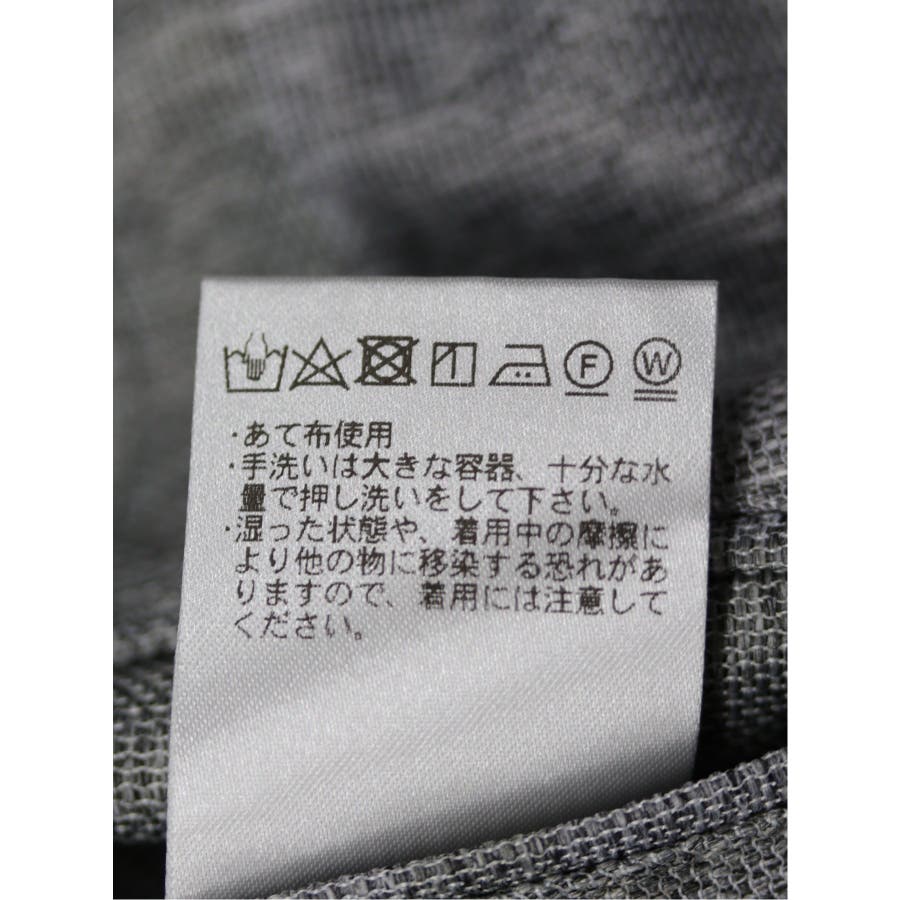 F W
・あて布使用
・手洗いは大きな容器、十分な水
量で押し洗いをして下さい。
・湿った状態や、着用中の摩擦に
より他の物に移染する恐れがあ
りますので、着用には注意して
ください。